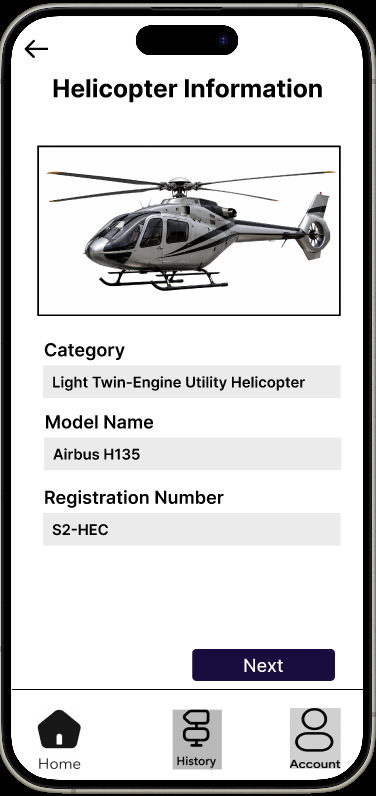 Helicopter Information
Category
Light Twin-Engine Utility Helicopter
Model Name
Airbus H135
Registration Number
S2-HEC
Next
Home
History
Account